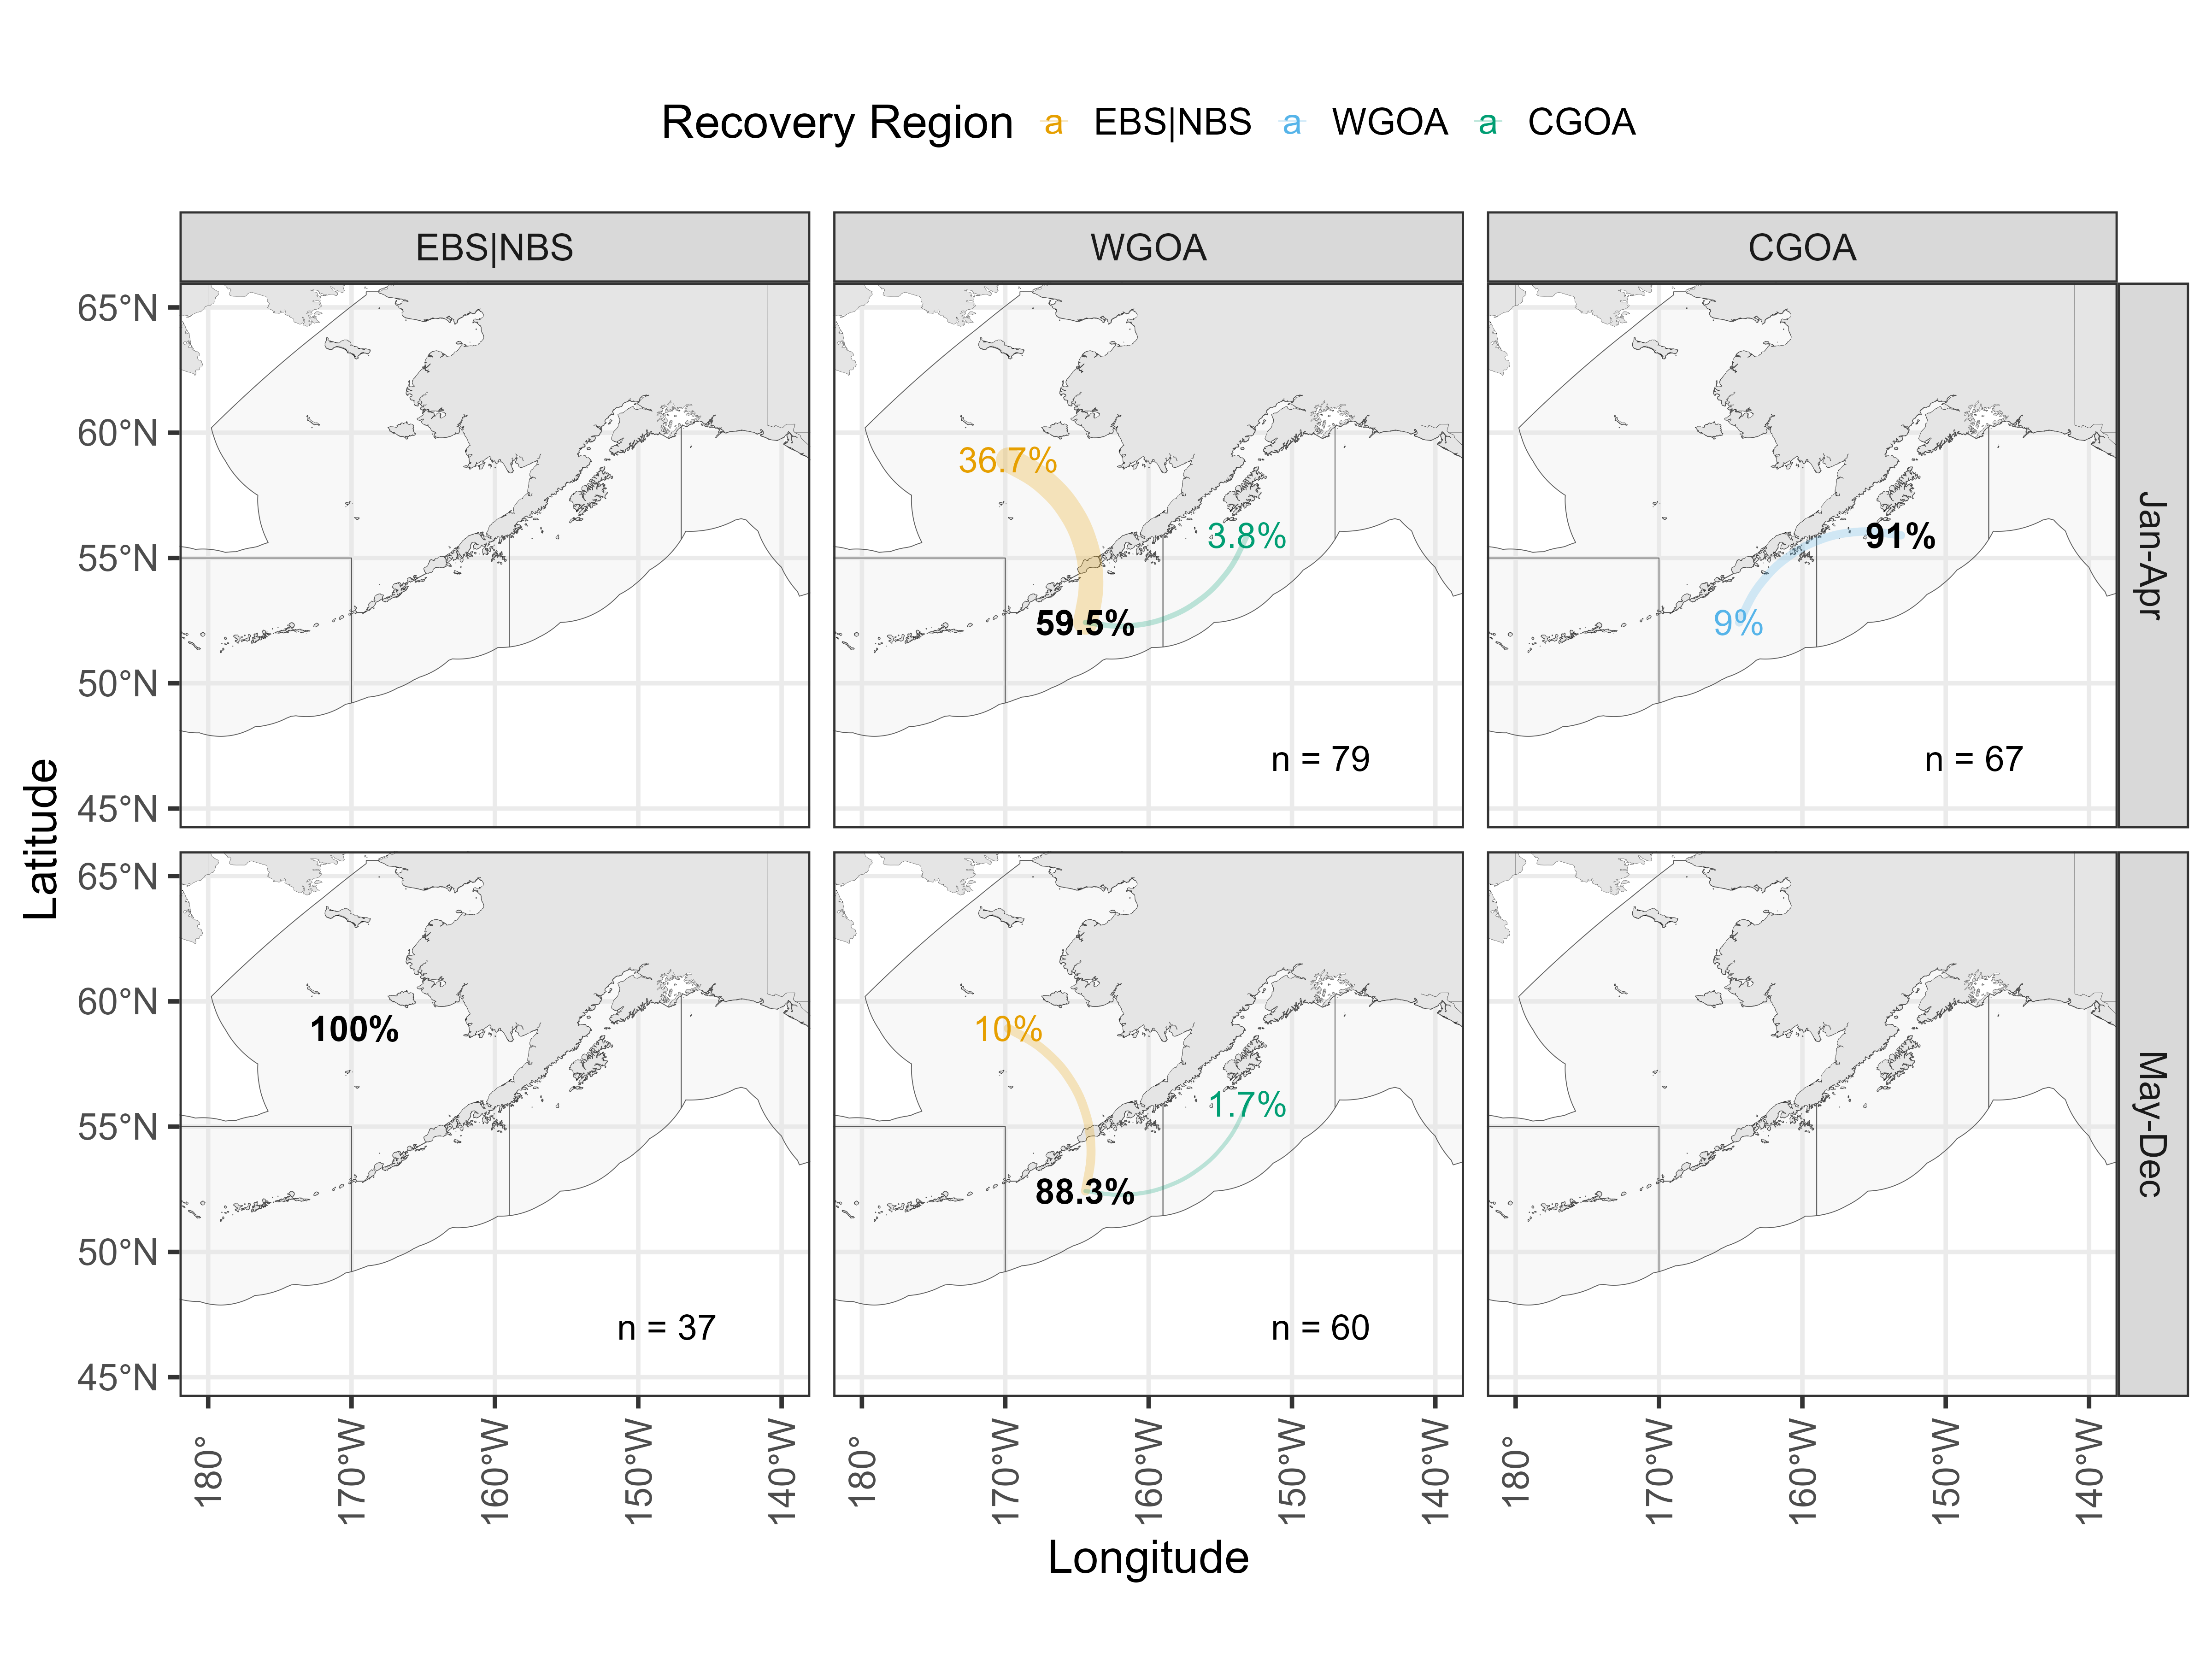 Recovery Region a EBS|NBS a WGOA a CGOA
EBS|NBS
WGOA
CGOA
65°N
60°N
55°N
50°N
45°N
36.7%
3.8%
59.5%
n = 79
91%
9%
n = 67
Jan-Apr
Latitude
65°N
60°N
55°N
50°N
45°N
100%
n = 37
10%
1.7%
88.3%
n = 60
May-Dec
180° 170°W 160°W 150°W 140°W
180° 170°W 160°W 150°W 140°W
180° 170°W 160°W 150°W 140°W
Longitude